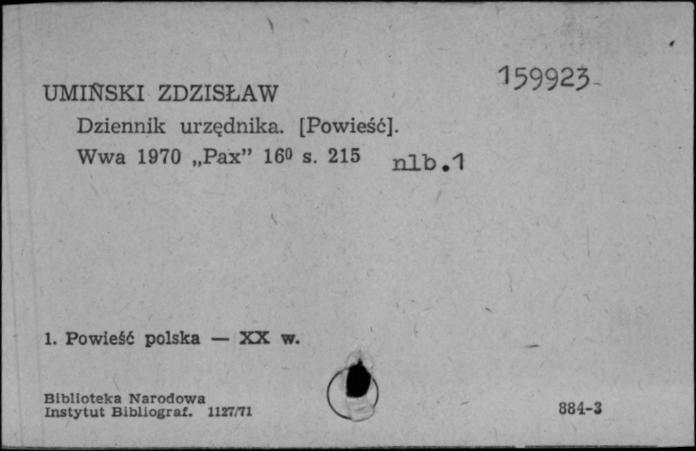 159923
UMIŃSKI ZDZISŁAW
Dziennik urzędnika. [Powieść].
Wwa 1970 „Pax” 16⁰ s. 215 nlb.1
1. Powieść polska — XX w.
Biblioteka Narodowa
Instytut Bibliograf. 1127/71
884-3